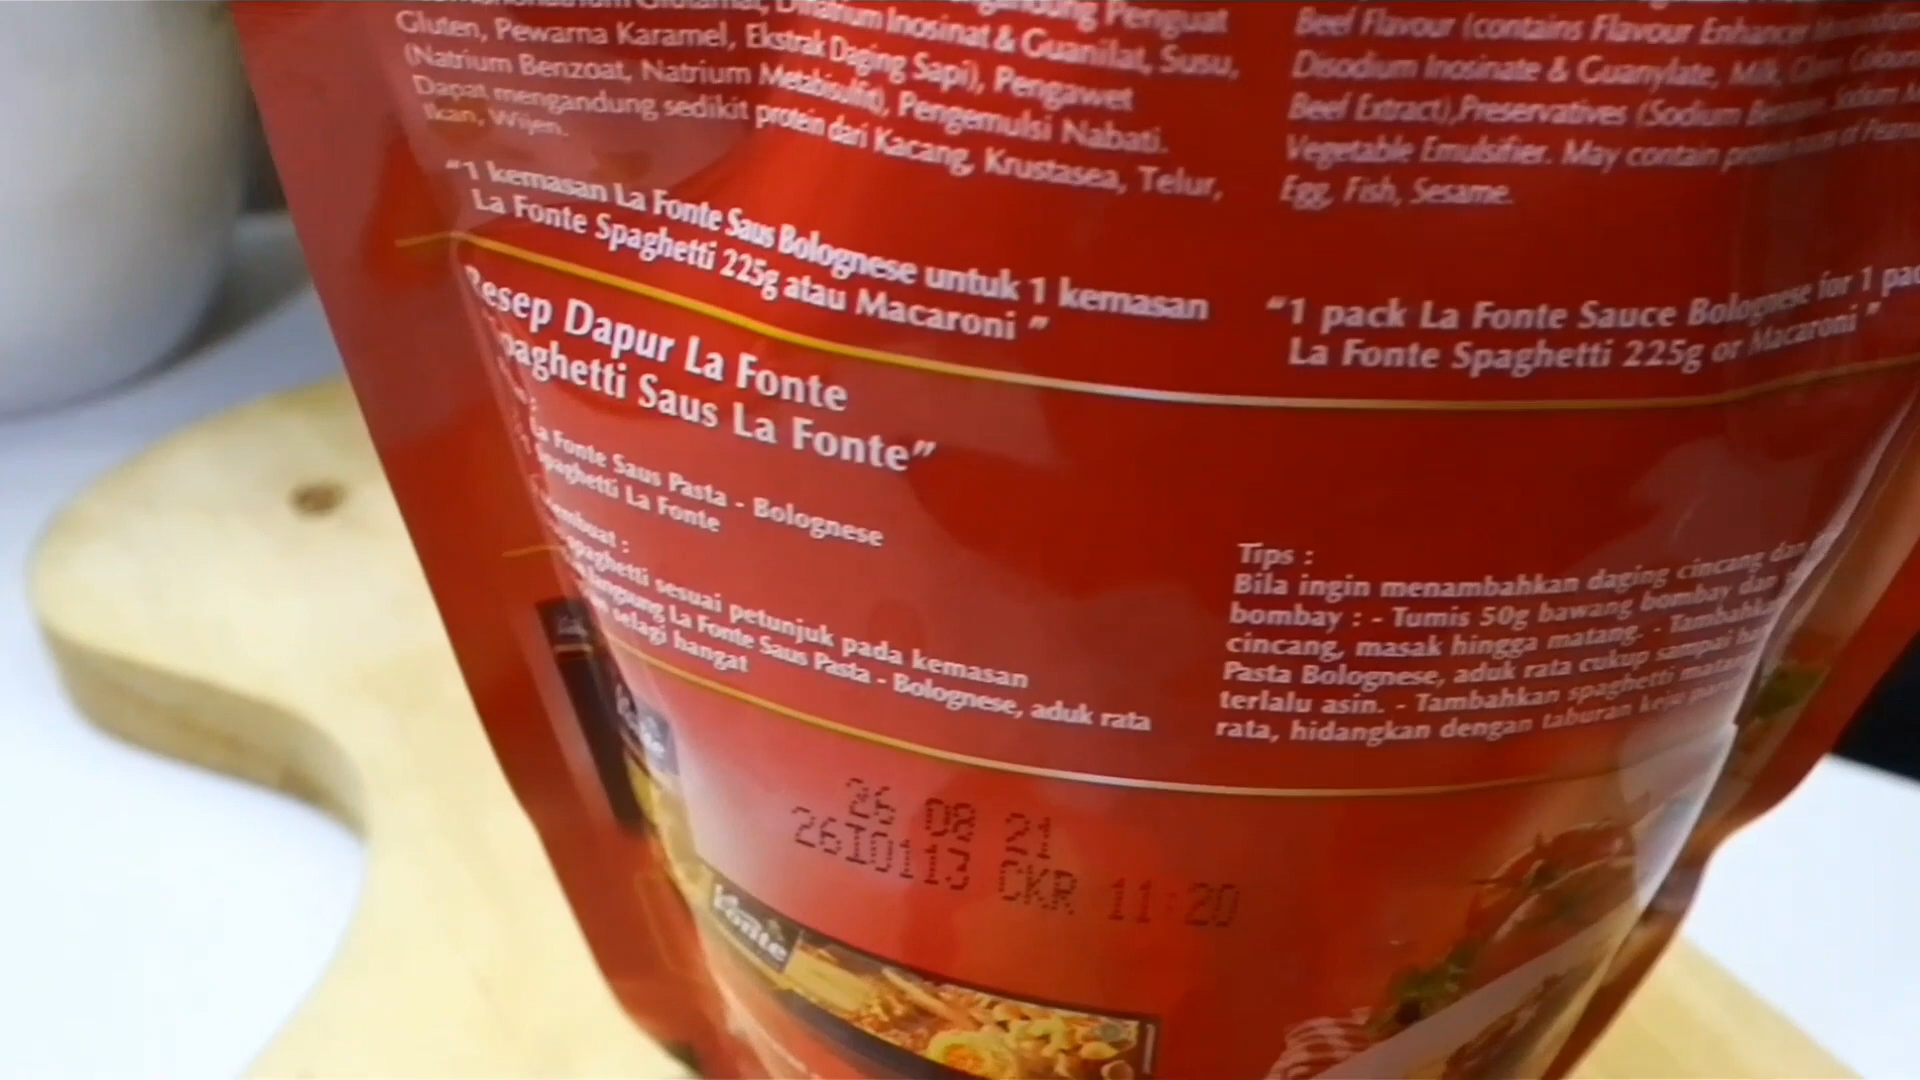 Inosinat & Guanilat, Susu,
Gluten, Pewarna Karamel, Ekstrak Daging Sapi), Pengawet
(Natrium Benzoat, Natrium Metabisulfit), Pengemulsi Nabati.
Dapat mengandung sedikit protein dari Kacang, Krustasea, Telur,
Ikan, Wijen.
"1 kemasan La Fonte Saus Bolognese untuk 1 kemasan
La Fonte Spaghetti 225g atau Macaroni "
Beef Flavour (contains Flavour Enhancer
Disodium Inosinate & Guanylate, Milk,
Beef Extract),Preservatives (Sodium
Vegetable Emulsifier. May contain
Egg, Fish, Sesame.
"1 pack La Fonte Sauce Bolognese for 1
La Fonte Spaghetti 225g or Macaroni "
Dapur La Fonte
Saus La Fonte"
La Fonte Saus Pasta - Bolognese
Spaghetti La Fonte
spaghetti sesuai petunjuk pada kemasan
La Fonte Saus Pasta - Bolognese, aduk rata
selagi hangat
Tips :
Bila ingin menambahkan daging cincang dan
bombay : - Tumis 50g bawang bombay dan
cincang, masak hingga matang. -
Pasta Bolognese, aduk rata cukup sampai
terlalu asin. - Tambahkan spaghetti
rata, hidangkan dengan taburan keju
26 08 21
CKR 11:20
Fonte